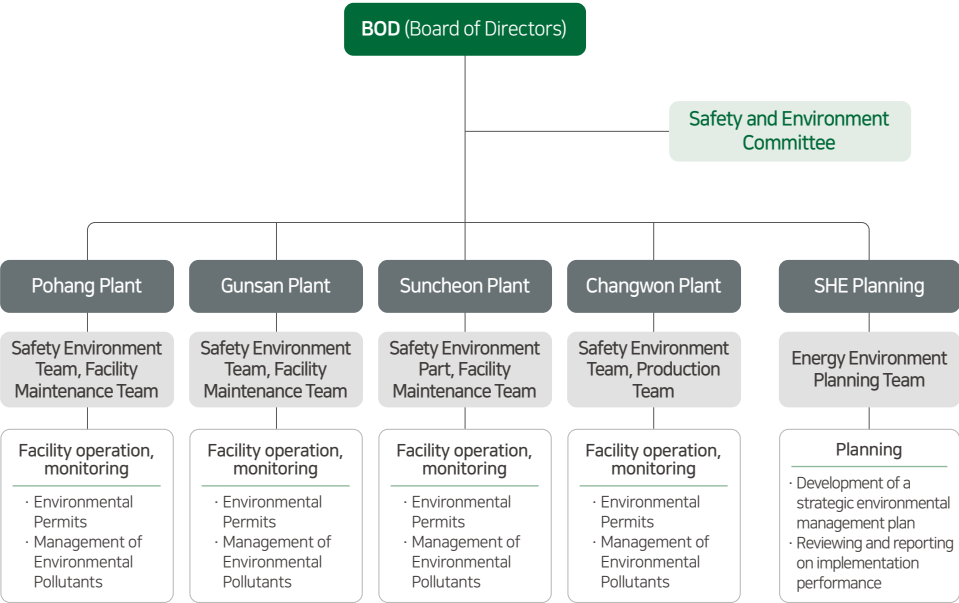 BOD (Board of Directors)
Safety and Environment
Committee
Pohang Plant
Gunsan Plant
Suncheon Plant
Changwon Plant
SHE Planning
Safety Environment
Team, Facility
Maintenance Team
Safety Environment
Team, Facility
Maintenance Team
Safety Environment
Part, Facility
Maintenance Team
Safety Environment
Team, Production
Team
Energy Environment
Planning Team
Facility operation,
monitoring
· Environmental
Permits
· Management of
Environmental
Pollutants
Facility operation,
monitoring
· Environmental
Permits
· Management of
Environmental
Pollutants
Facility operation,
monitoring
· Environmental
Permits
· Management of
Environmental
Pollutants
Facility operation,
monitoring
· Environmental
Permits
· Management of
Environmental
Pollutants
Planning
· Development of a
strategic environmental
management plan
· Reviewing and reporting
on implementation
performance